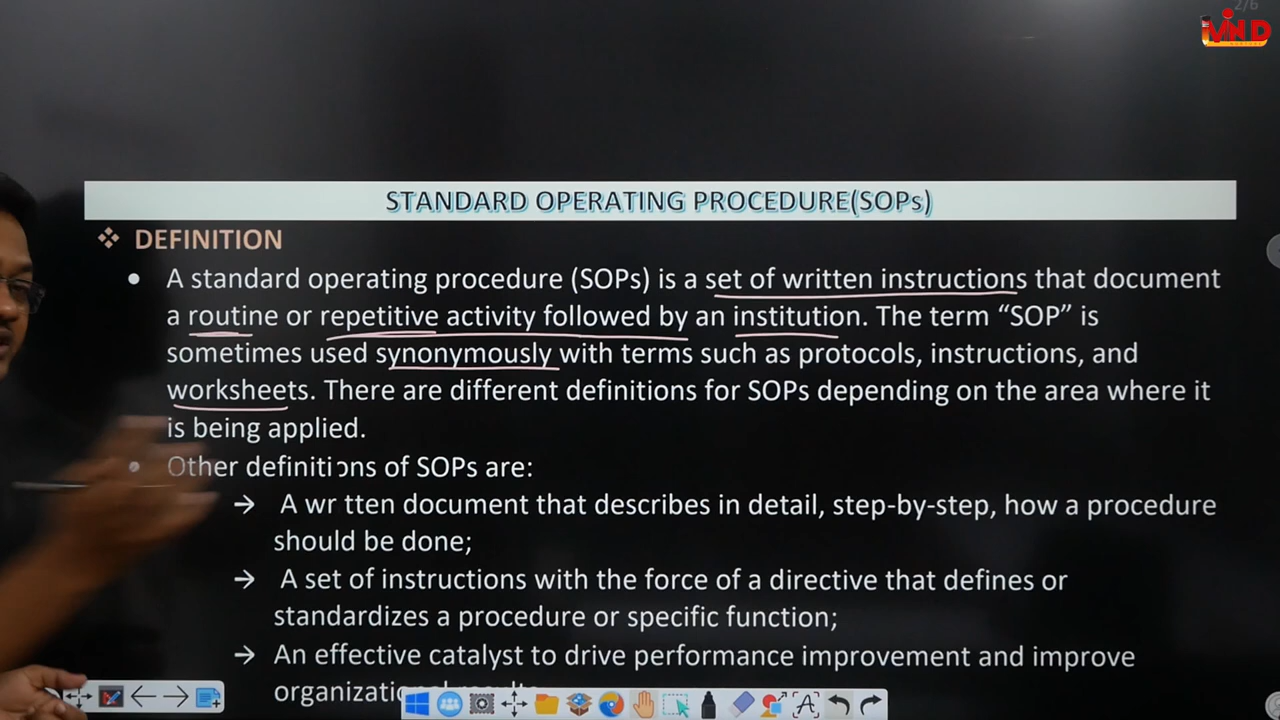 2/6
iMIND
STANDARD OPERATING PROCEDURE(SOPs)
DEFINITION
A standard operating procedure (SOPs) is a set of written instructions that document
a routine or repetitive activity followed by an institution. The term “SOP” is
sometimes used synonymously with terms such as protocols, instructions, and
worksheets. There are different definitions for SOPs depending on the area where it
is being applied.
Other definitions of SOPs are:
A wr tten document that describes in detail, step-by-step, how a procedure
should be done;
A set of instructions with the force of a directive that defines or
standardizes a procedure or specific function;
An effective catalyst to drive performance improvement and improve